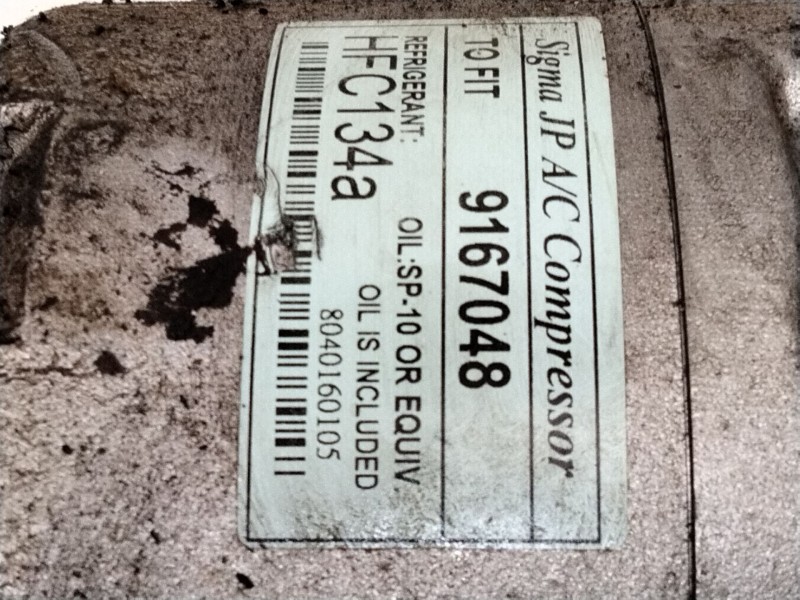 Sigma JP A/C Compressor
TO FIT 9167048
REFRIGERANT: OIL:SP-10 OR EQUIV.
HFC134a OIL IS INCLUDED
8040160105